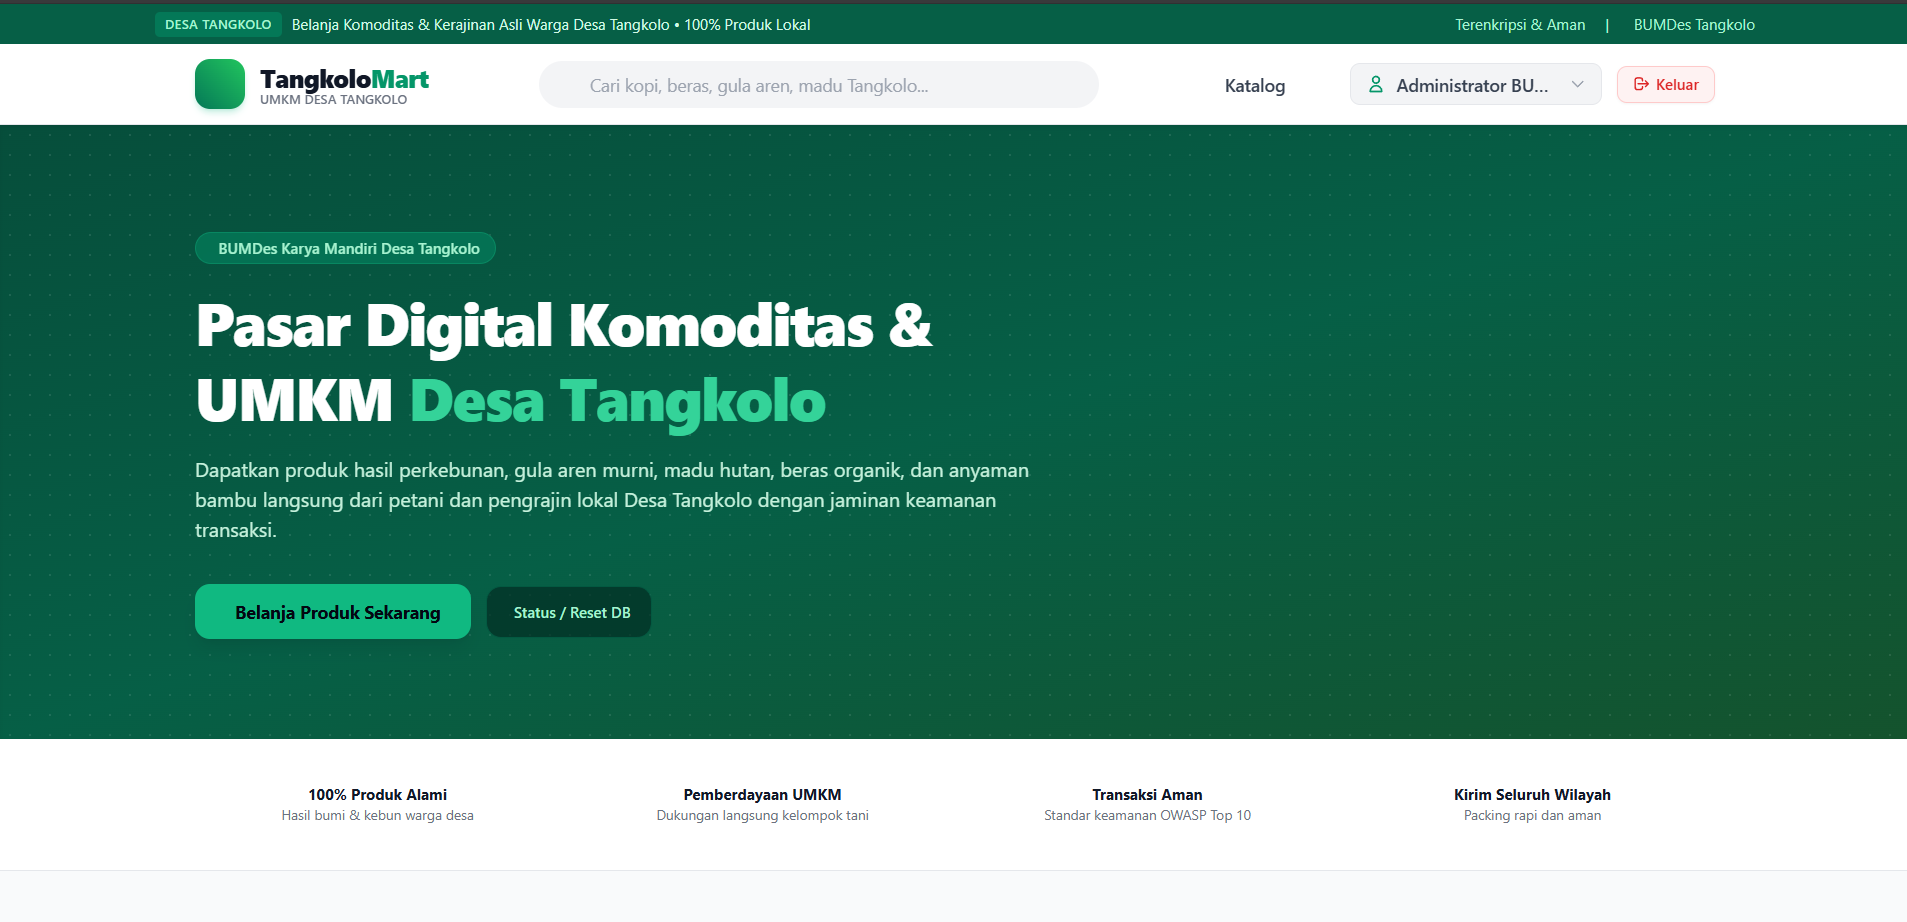 DESA TANGKOLO Belanja Komoditas & Kerajinan Asli Warga Desa Tangkolo • 100% Produk Lokal Terenkripsi & Aman | BUMDes Tangkolo
TangkoloMart
UMKM DESA TANGKOLO
Cari kopi, beras, gula aren, madu Tangkolo...
Katalog
Administrator BU...
Keluar
BUMDes Karya Mandiri Desa Tangkolo
Pasar Digital Komoditas &
UMKM Desa Tangkolo
Dapatkan produk hasil perkebunan, gula aren murni, madu hutan, beras organik, dan anyaman
bambu langsung dari petani dan pengrajin lokal Desa Tangkolo dengan jaminan keamanan
transaksi.
Belanja Produk Sekarang
Status / Reset DB
100% Produk Alami
Hasil bumi & kebun warga desa
Pemberdayaan UMKM
Dukungan langsung kelompok tani
Transaksi Aman
Standar keamanan OWASP Top 10
Kirim Seluruh Wilayah
Packing rapi dan aman